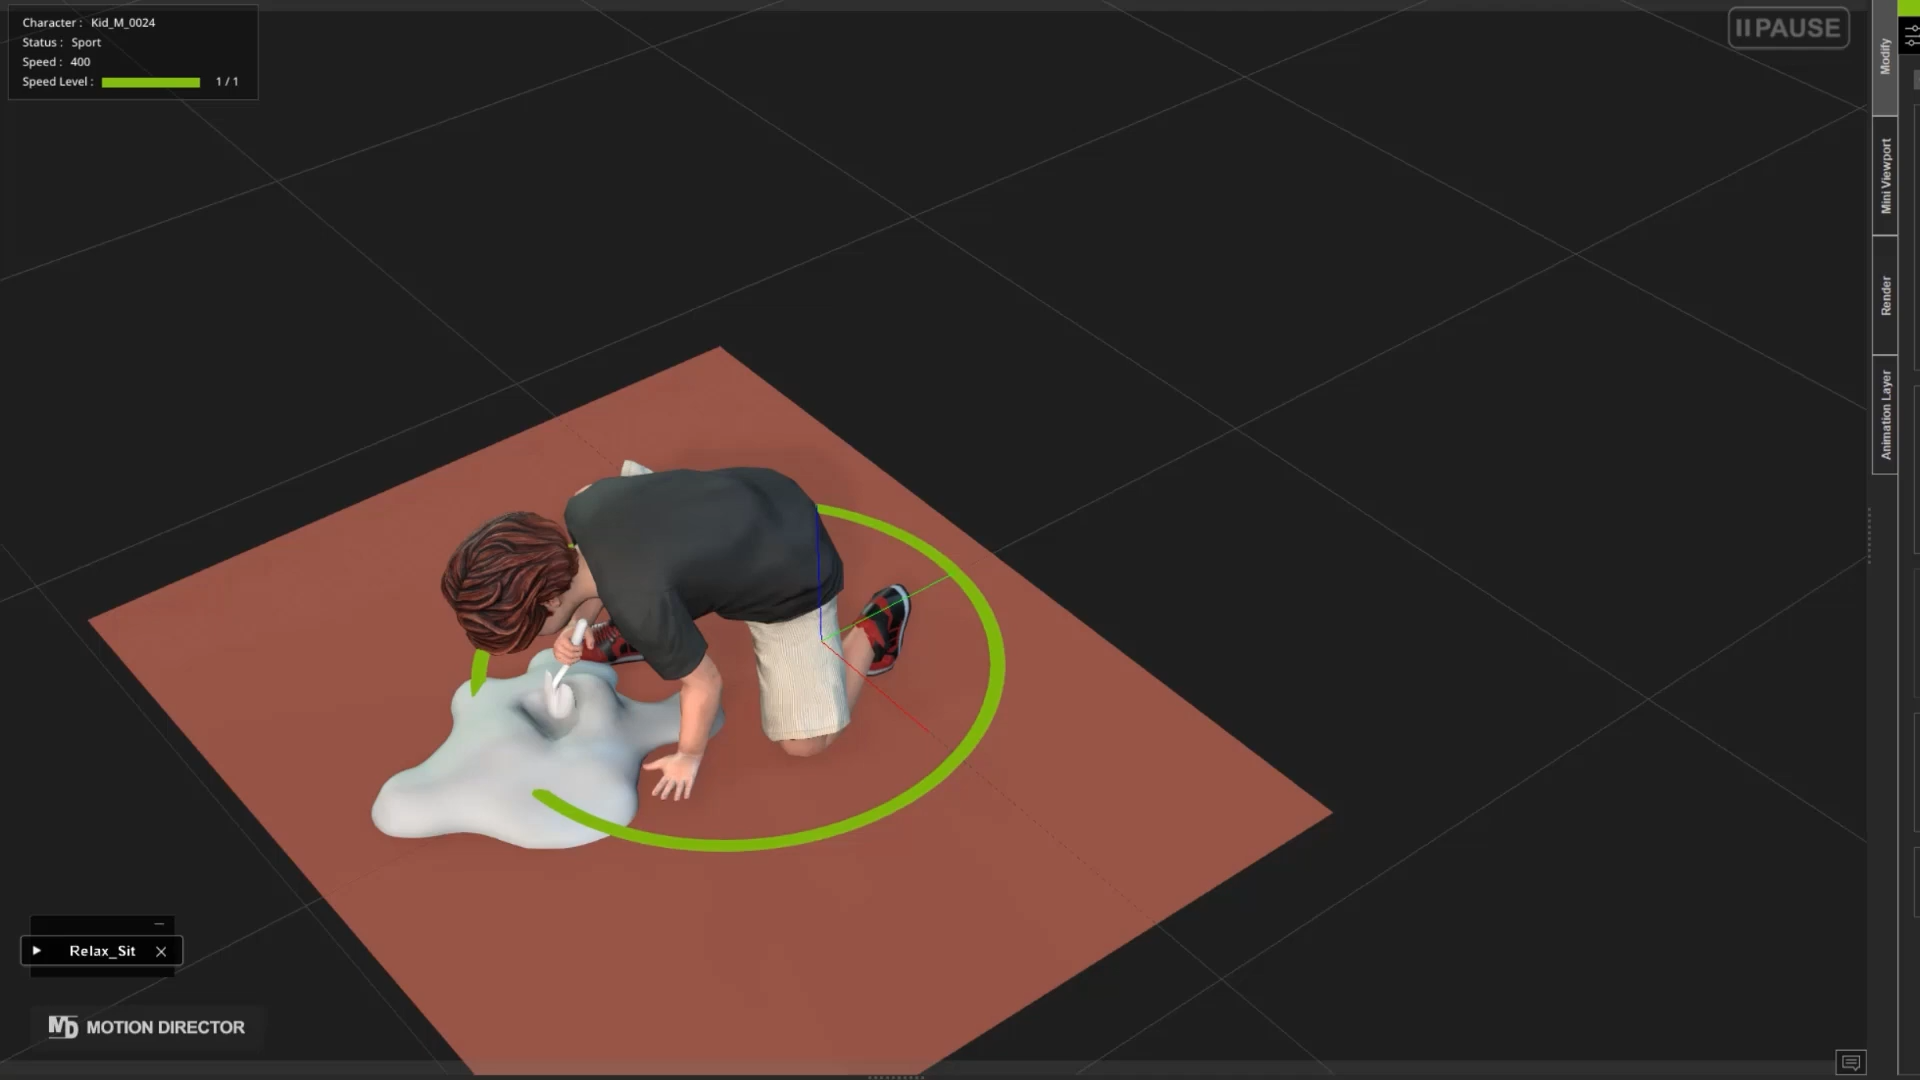 Character : Kid_M_0024
Status : Sport
Speed : 400
Speed Level : 1 / 1
PAUSE
Modify
Mini Viewport
Render
Animation Layer
Relax_Sit
MD MOTION DIRECTOR